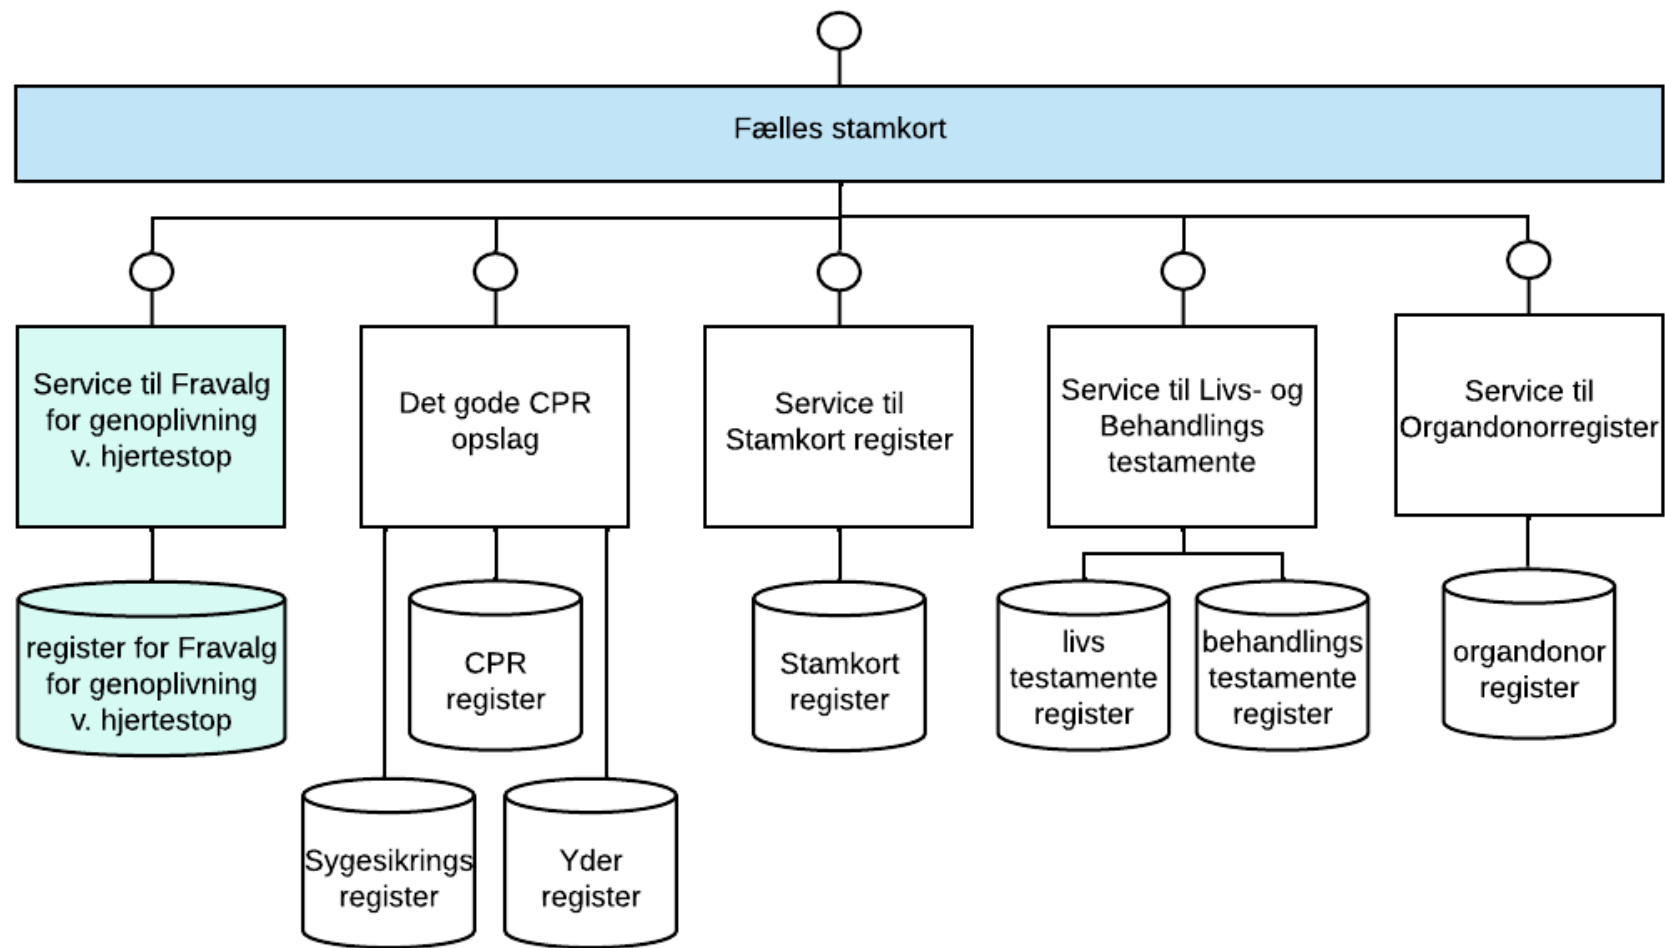 Fælles stamkort
Service til Fravalg
for genoplivning
v. hjertestop
Det gode CPR
opslag
Service til
Stamkort register
Service til Livs- og
Behandlings
testamente
Service til
Organdonorregister
register for Fravalg
for genoplivning
v. hjertestop
CPR
register
Stamkort
register
livs
testamente
register
behandlings
testamente
register
organdonor
register
Sygesikrings
register
Yder
register